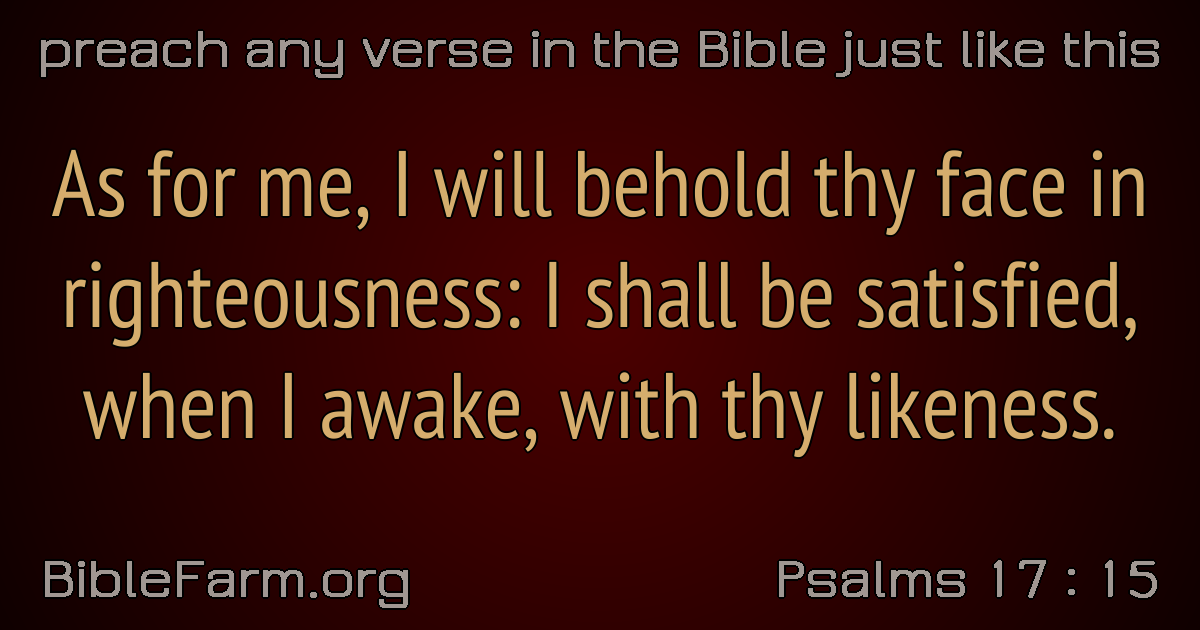 preach any verse in the Bible just like this
As for me, I will behold thy face in
righteousness: I shall be satisfied,
when I awake, with thy likeness.
BibleFarm.org
Psalms 17 : 15